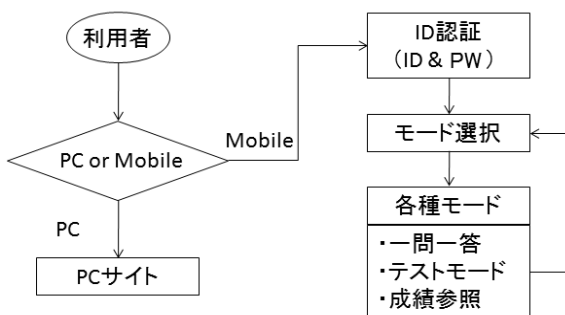 利用者
PC or Mobile
Mobile
PC
PCサイト
ID認証
（ID & PW）
モード選択
各種モード
・一問一答
・テストモード
・成績参照